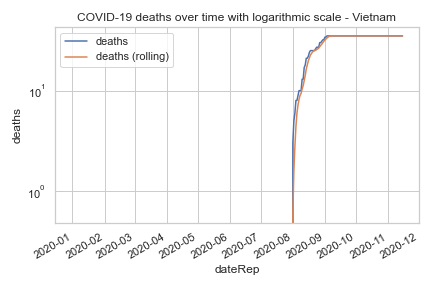 COVID-19 deaths over time with logarithmic scale - Vietnam
deaths
deaths (rolling)
10¹
10⁰
deaths
2020-01
2020-02
2020-03
2020-04
2020-05
2020-06
2020-07
2020-08
2020-09
2020-10
2020-11
2020-12
dateRep